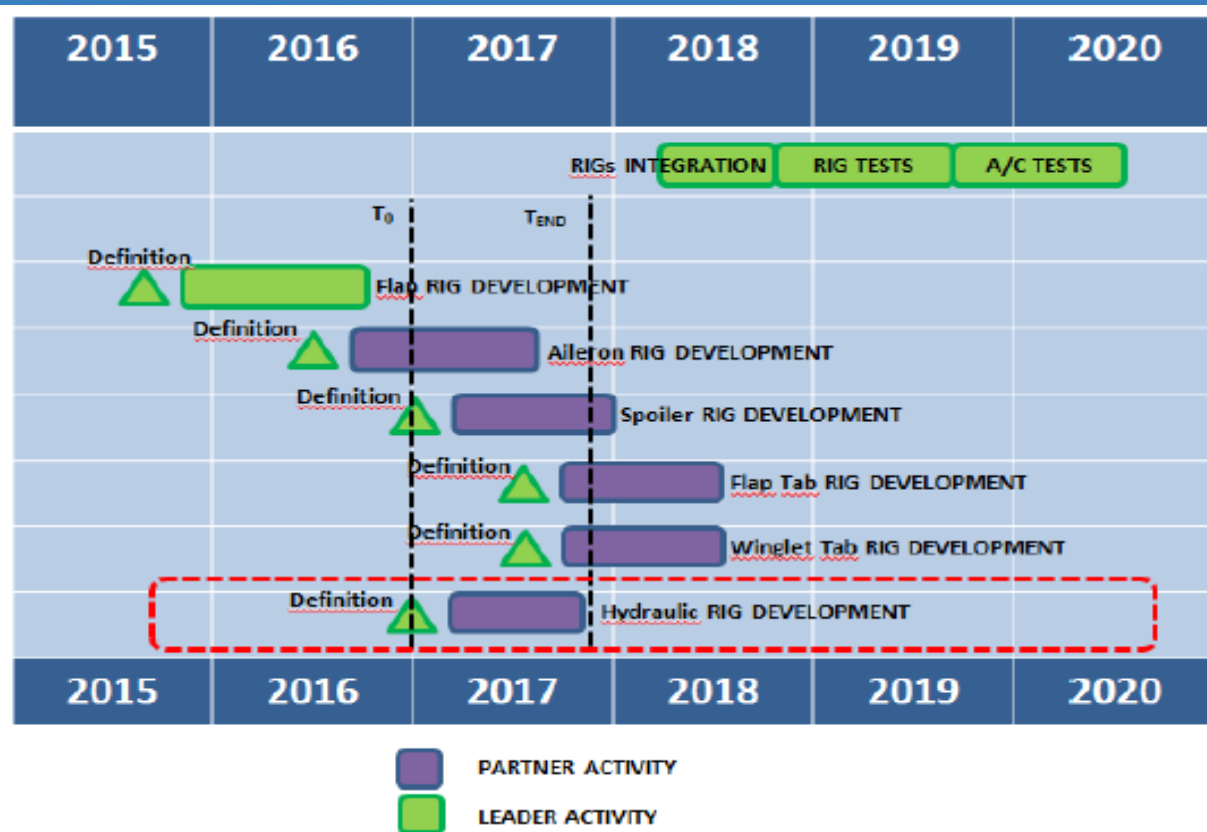 2015 2016 2017 2018 2019 2020
RIGs INTEGRATION RIG TESTS A/C TESTS
T0 TEND
Definition
Flap RIG DEVELOPMENT
Definition
Aileron RIG DEVELOPMENT
Definition
Spoiler RIG DEVELOPMENT
Definition
Flap Tab RIG DEVELOPMENT
Definition
Winglet Tab RIG DEVELOPMENT
Definition
Hydraulic RIG DEVELOPMENT
2015 2016 2017 2018 2019 2020
PARTNER ACTIVITY
LEADER ACTIVITY